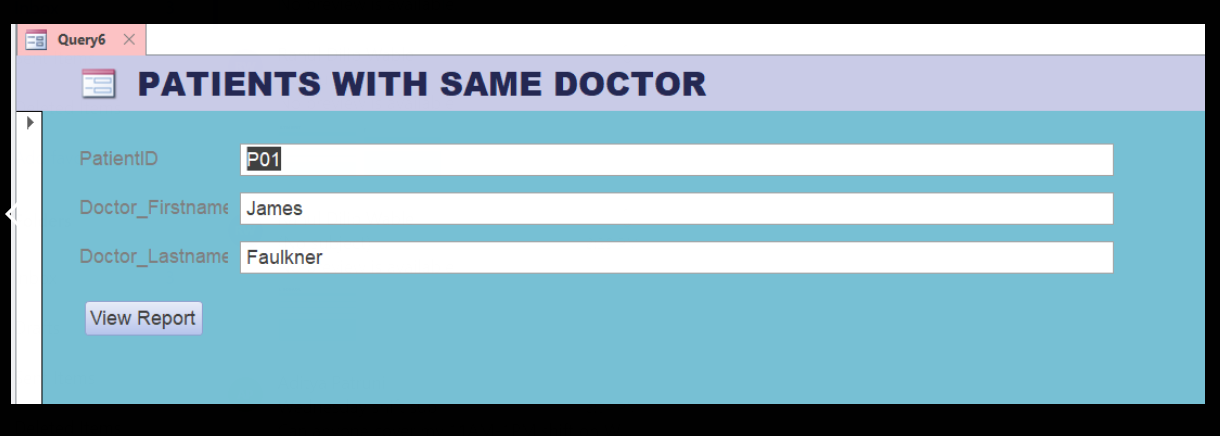 Query6
PATIENTS WITH SAME DOCTOR
PatientID P01
Doctor_Firstname James
Doctor_Lastname Faulkner
View Report